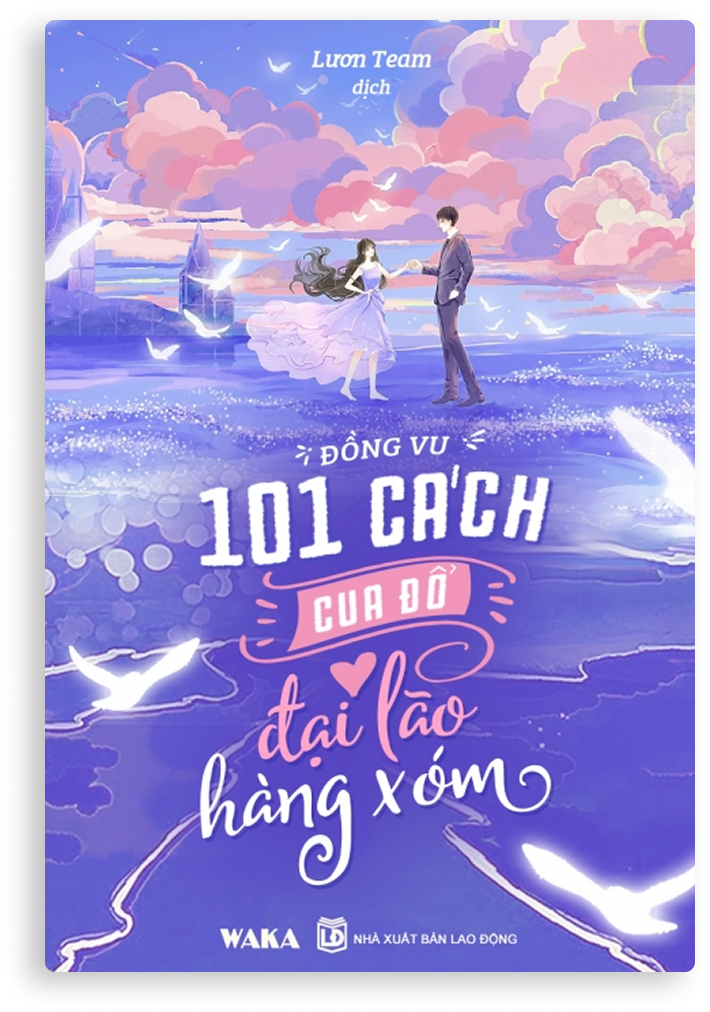 Lươn Team
dịch
ĐỒNG VU
101 CÁCH
CUA ĐỔ
đại lão
hàng xóm
WAKA LĐ NHÀ XUẤT BẢN LAO ĐỘNG